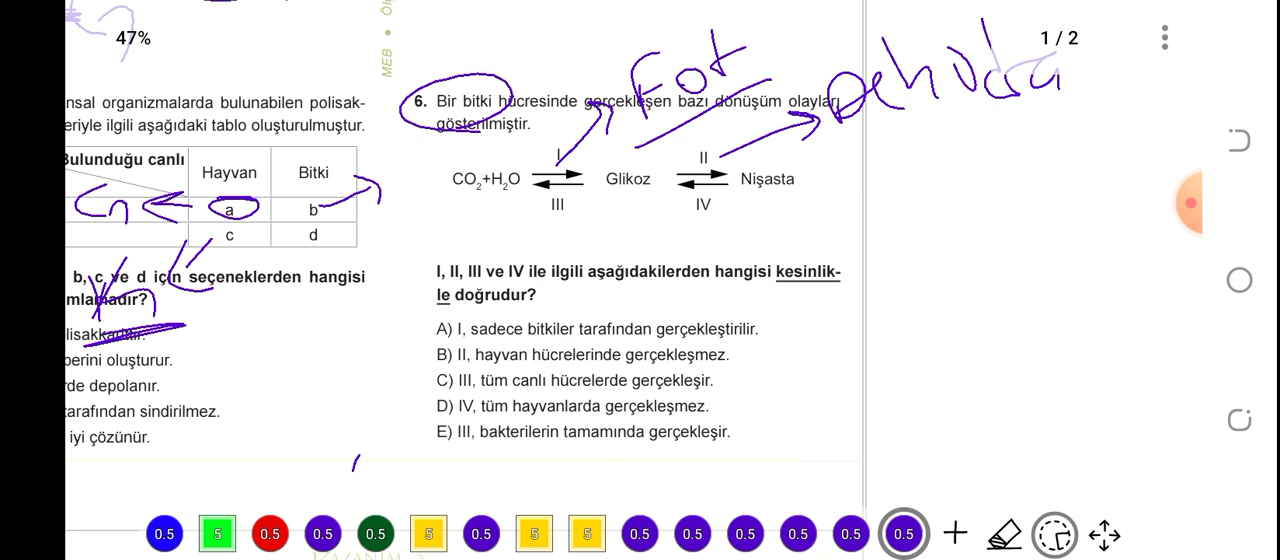 47%
MEB • Ölç
1 / 2
nsal organizmalarda bulunabilen polisak-
eriyle ilgili aşağıdaki tablo oluşturulmuştur.
Bulunduğu canlı
Hayvan Bitki
a b
c d
b, c ve d için seçeneklerden hangisi
mlamadır?
lisakkarittir.
berini oluşturur.
rde depolanır.
tarafından sindirilmez.
iyi çözünür.
Fot
6. Bir bitki hücresinde gerçekleşen bazı dönüşüm olayları
gösterilmiştir.
I II
CO2+H2O Glikoz Nişasta
III IV
I, II, III ve IV ile ilgili aşağıdakilerden hangisi kesinlik-
le doğrudur?
A) I, sadece bitkiler tarafından gerçekleştirilir.
B) II, hayvan hücrelerinde gerçekleşmez.
C) III, tüm canlı hücrelerde gerçekleşir.
D) IV, tüm hayvanlarda gerçekleşmez.
E) III, bakterilerin tamamında gerçekleşir.
0.5 5 0.5 0.5 0.5 5 0.5 5 5 0.5 0.5 0.5 0.5 0.5 0.5